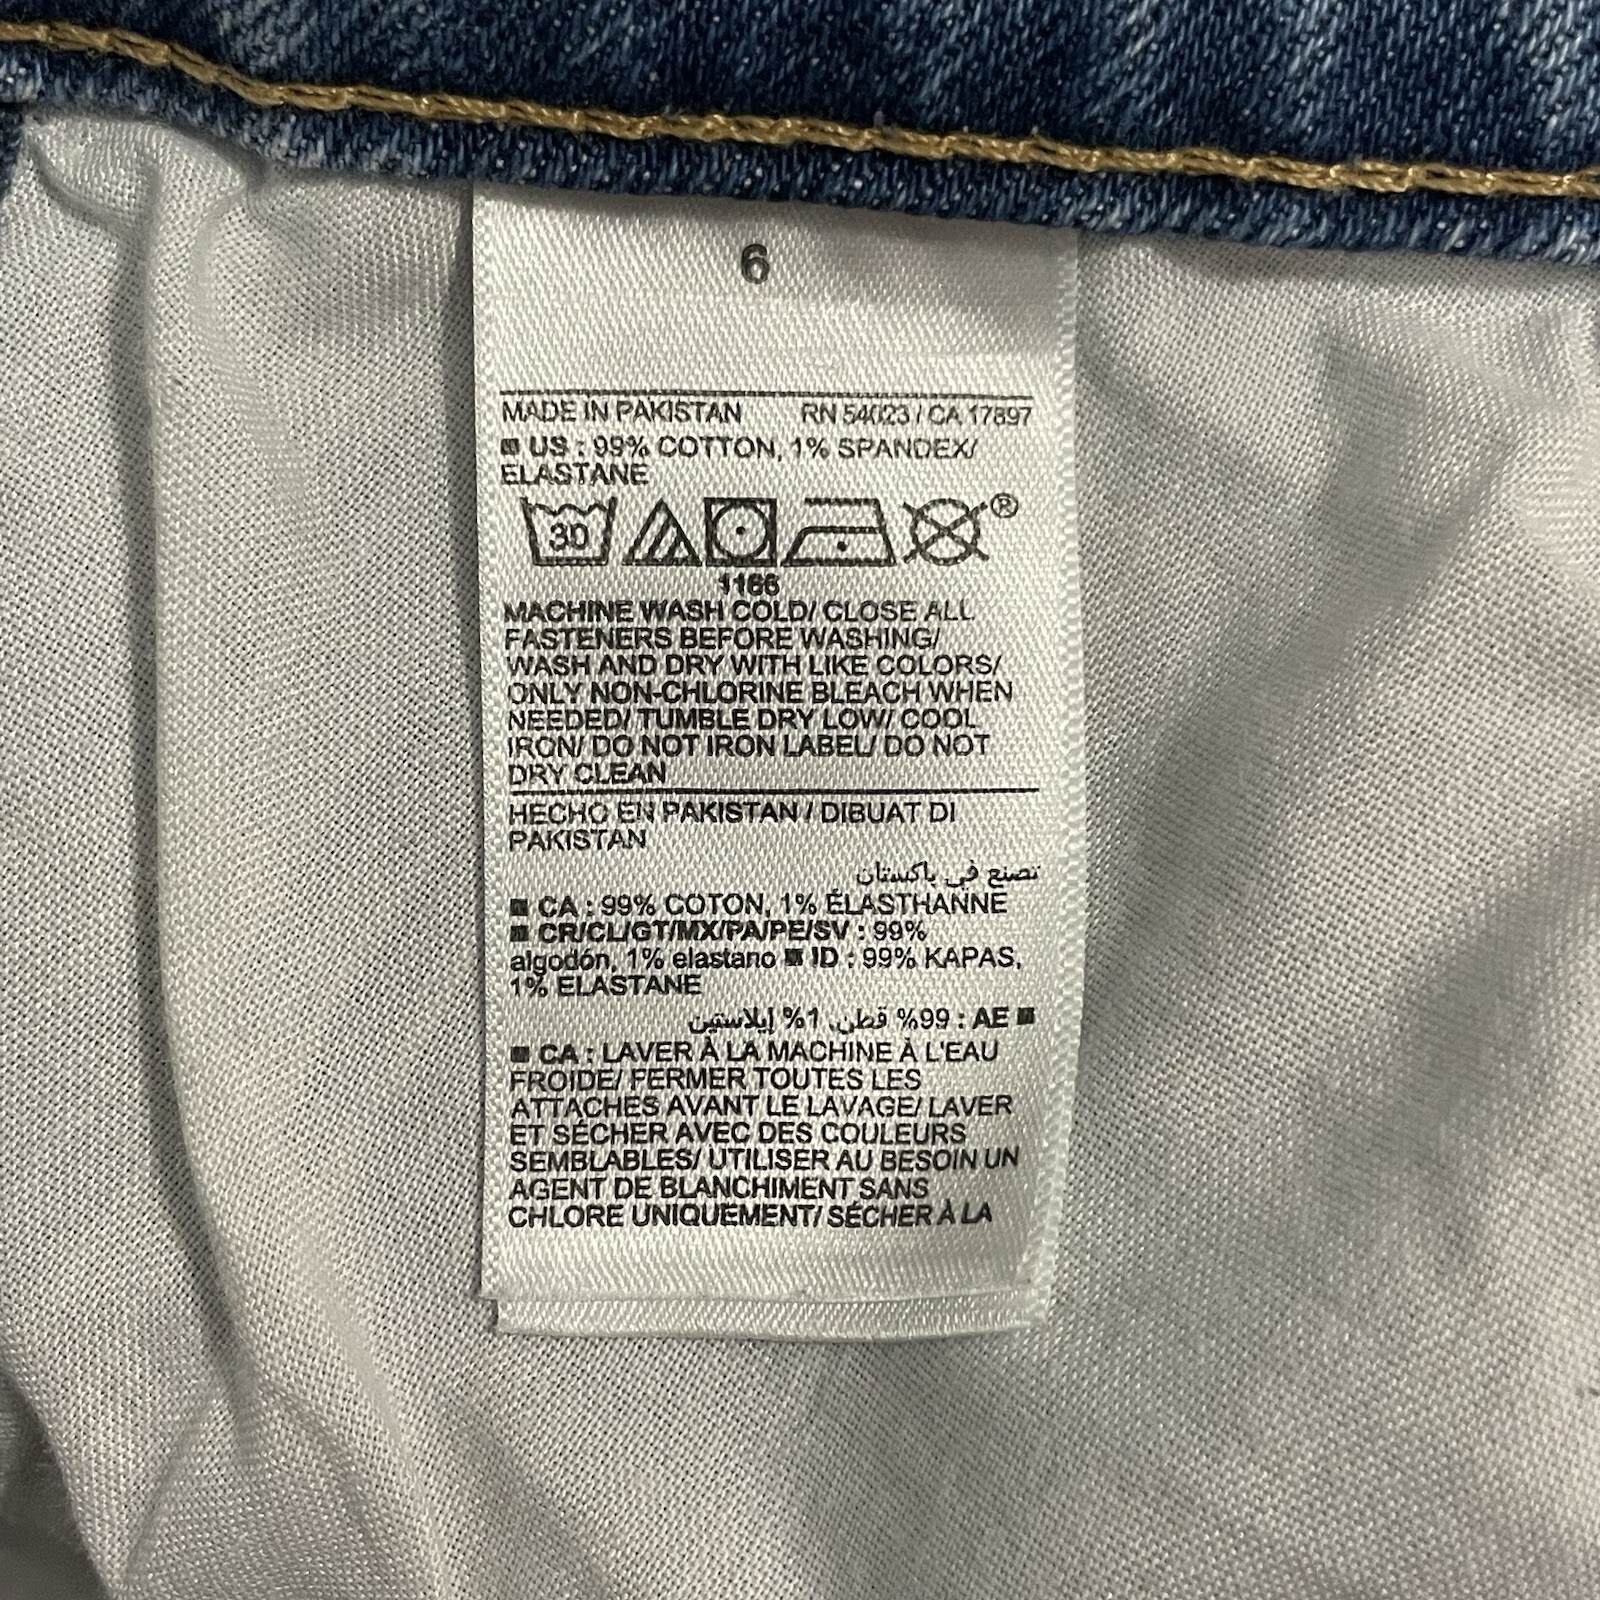 6
MADE IN PAKISTAN RN 54023 / CA 17897
■ US : 99% COTTON, 1% SPANDEX/
ELASTANE
30 ®
1166
MACHINE WASH COLD/ CLOSE ALL
FASTENERS BEFORE WASHING/
WASH AND DRY WITH LIKE COLORS/
ONLY NON-CHLORINE BLEACH WHEN
NEEDED/ TUMBLE DRY LOW/ COOL
IRON/ DO NOT IRON LABEL/ DO NOT
DRY CLEAN
HECHO EN PAKISTAN / DIBUAT DI
PAKISTAN
تصنع في باكستان
■ CA : 99% COTON, 1% ÉLASTHANNE
■ CR/CL/GT/MX/PA/PE/SV : 99%
algodón, 1% elastano ■ ID : 99% KAPAS,
1% ELASTANE
■ AE : 99% قطن, 1% إيلاستين
■ CA : LAVER À LA MACHINE À L'EAU
FROIDE/ FERMER TOUTES LES
ATTACHES AVANT LE LAVAGE/ LAVER
ET SÉCHER AVEC DES COULEURS
SEMBLABLES/ UTILISER AU BESOIN UN
AGENT DE BLANCHIMENT SANS
CHLORE UNIQUEMENT/ SÉCHER À LA